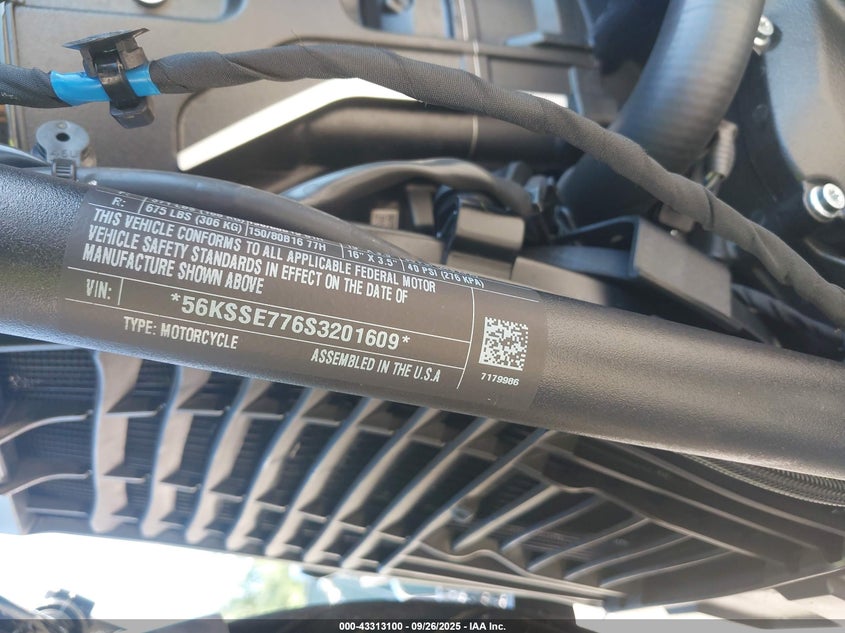 R: 675 LBS (306 KG) 150/80B16 77H 16" X 3.5" 40 PSI (276 KPA)
THIS VEHICLE CONFORMS TO ALL APPLICABLE FEDERAL MOTOR
VEHICLE SAFETY STANDARDS IN EFFECT ON THE DATE OF
MANUFACTURE SHOWN ABOVE
VIN: *56KSSE776S3201609*
TYPE: MOTORCYCLE
ASSEMBLED IN THE U.S.A
7179986
000-43313100 - 09/26/2025 - IAA Inc.